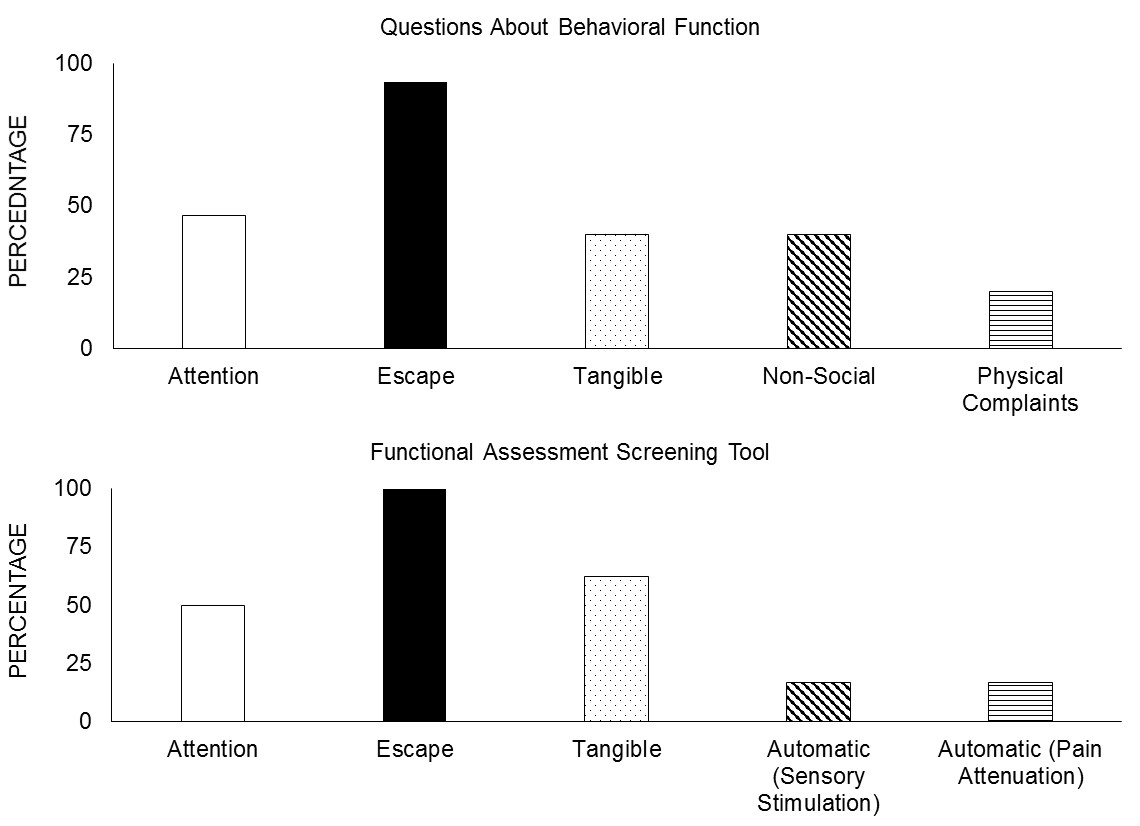 Questions About Behavioral Function
PERCEDNTAGE
100
75
50
25
0
Attention
Escape
Tangible
Non-Social
Physical
Complaints
Functional Assessment Screening Tool
PERCENTAGE
100
75
50
25
0
Attention
Escape
Tangible
Automatic
(Sensory
Stimulation)
Automatic (Pain
Attenuation)